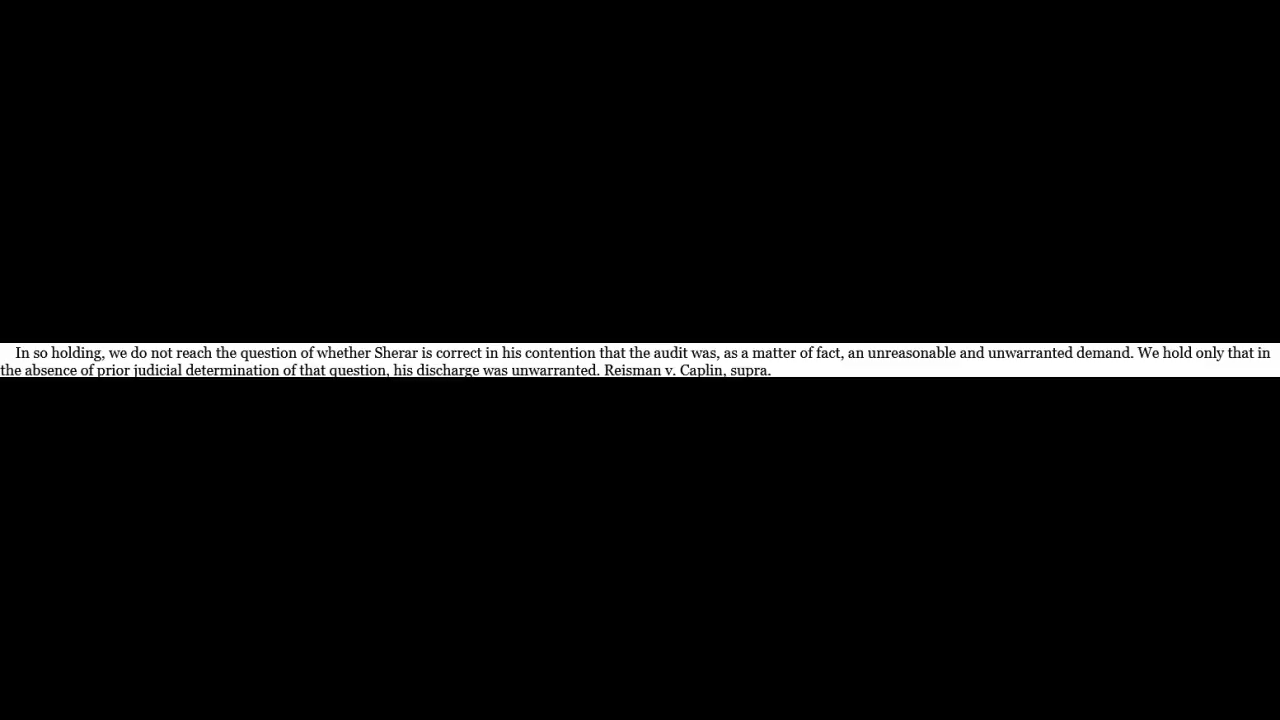 In so holding, we do not reach the question of whether Sherar is correct in his contention that the audit was, as a matter of fact, an unreasonable and unwarranted demand. We hold only that in
the absence of prior judicial determination of that question, his discharge was unwarranted. Reisman v. Caplin, supra.